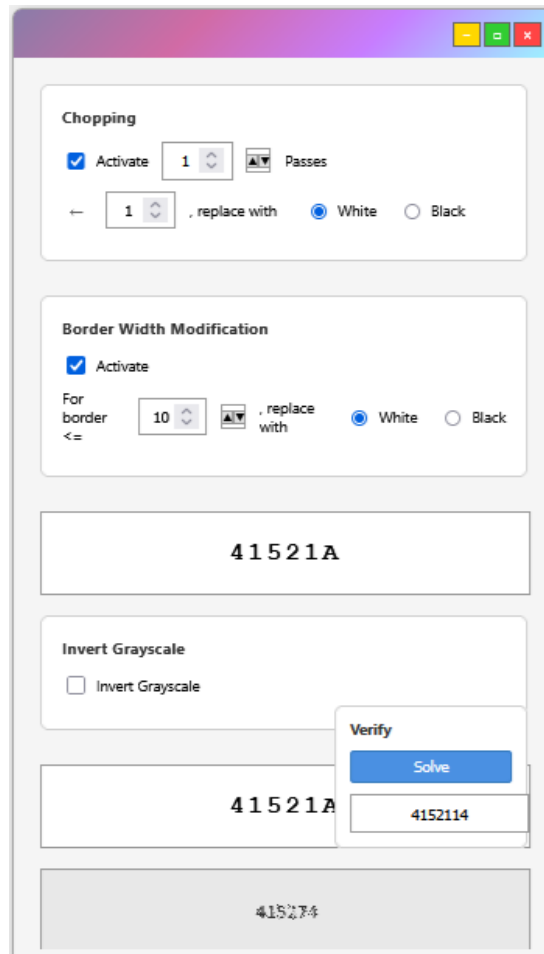 Chopping
Activate 1 Passes
← 1 , replace with White Black
Border Width Modification
Activate
For border <= 10 , replace with White Black
41521A
Invert Grayscale
Invert Grayscale
Verify
Solve
41521A
4152114